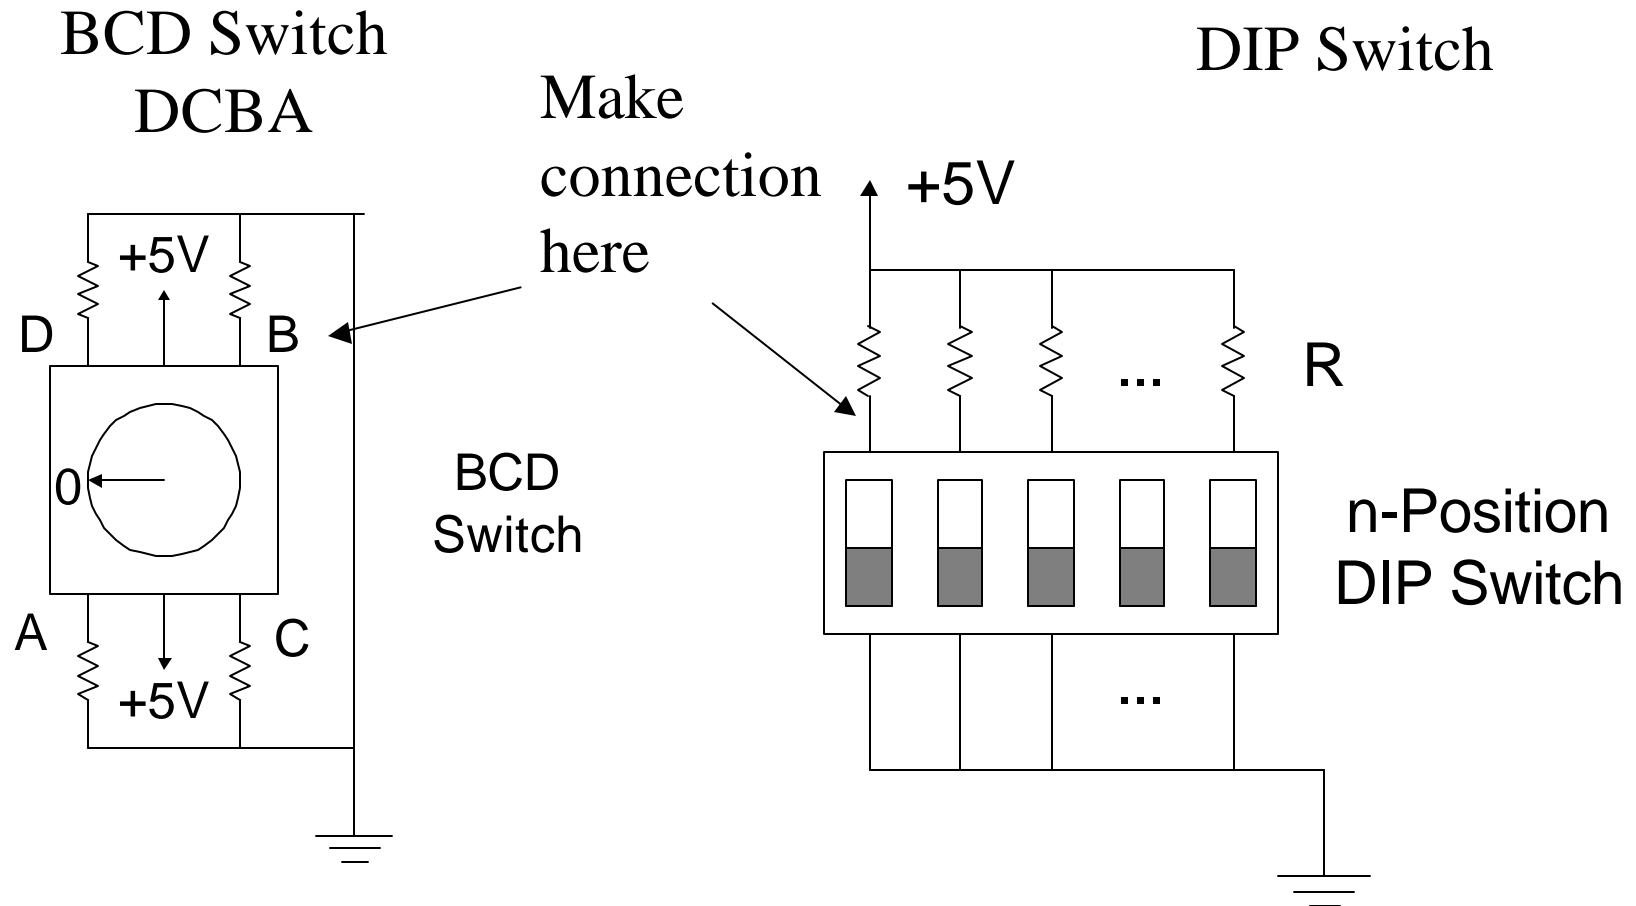 BCD Switch
DCBA
Make
connection
here
DIP Switch
+5V
D
B
0
A
C
+5V
BCD
Switch
+5V
R
...
n-Position
DIP Switch
...